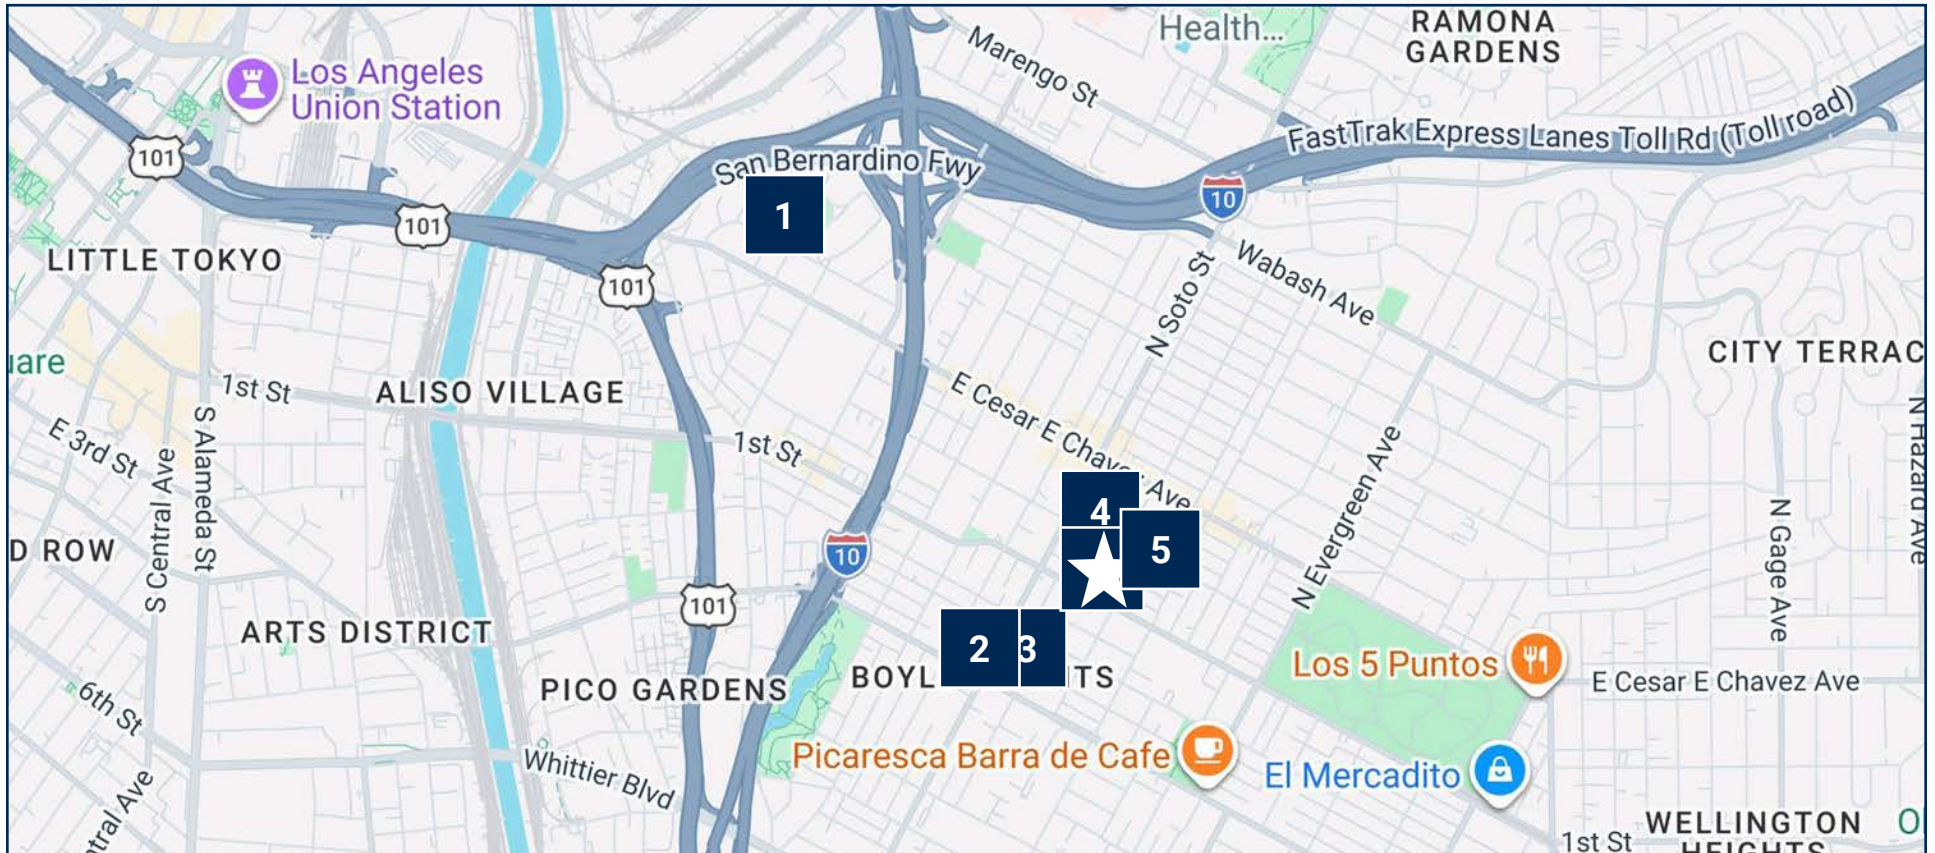 Health...
RAMONA
GARDENS
Marengo St
Los Angeles
Union Station
FastTrak Express Lanes Toll Rd (Toll road)
101
San Bernardino Fwy
10
1
101
LITTLE TOKYO
Wabash Ave
101
N Soto St
uare
CITY TERRAC
1st St
ALISO VILLAGE
E Cesar E Chavez Ave
S Alameda St
E 3rd St
1st St
N Evergreen Ave
N Hazard Ave
S Central Ave
4
5
N Gage Ave
D ROW
10
101
ARTS DISTRICT
2
3
BOYL
TS
Los 5 Puntos
E Cesar E Chavez Ave
PICO GARDENS
6th St
Picaresca Barra de Cafe
El Mercadito
Whittier Blvd
ntral Ave
WELLINGTON
HEIGHTS
1st St